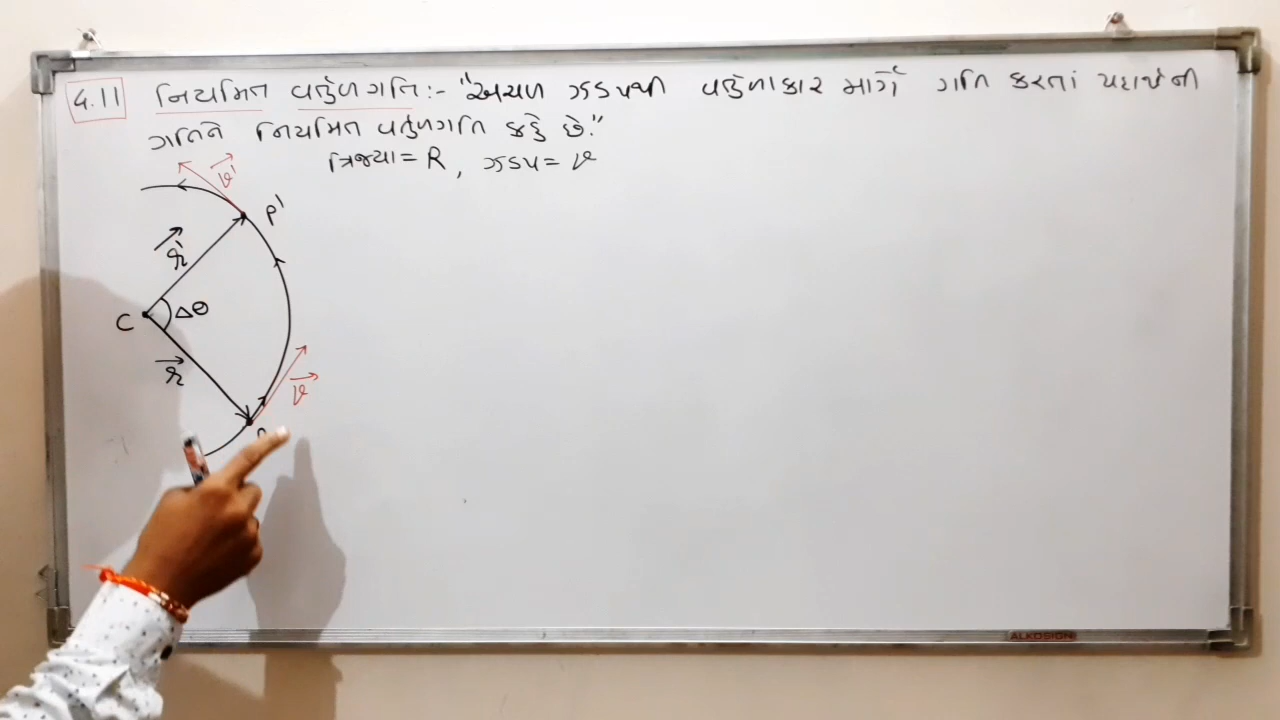 4.11 નિયમિત વર્તુળગતિ :- "અચળ ઝડપથી વર્તુળાકાર માર્ગે ગતિ કરતાં પદાર્થની
ગતિને નિયમિત વર્તુળગતિ કહે છે."
ત્રિજ્યા = R, ઝડપ = v
v'
P'
r'
C Δθ
r
v
ALKOSIGN